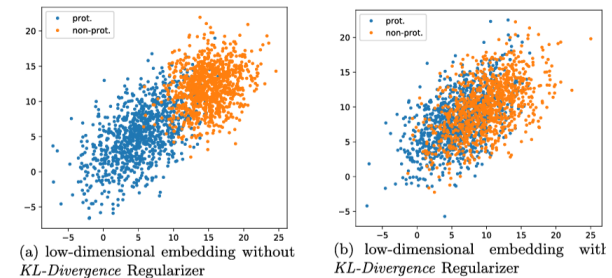 prot.
non-prot.
20
15
10
5
0
−5
−5 0 5 10 15 20 25
(a) low-dimensional embedding without
KL-Divergence Regularizer
prot.
non-prot.
20
15
10
5
0
−5
−5 0 5 10 15 20 25
(b) low-dimensional embedding with
KL-Divergence Regularizer